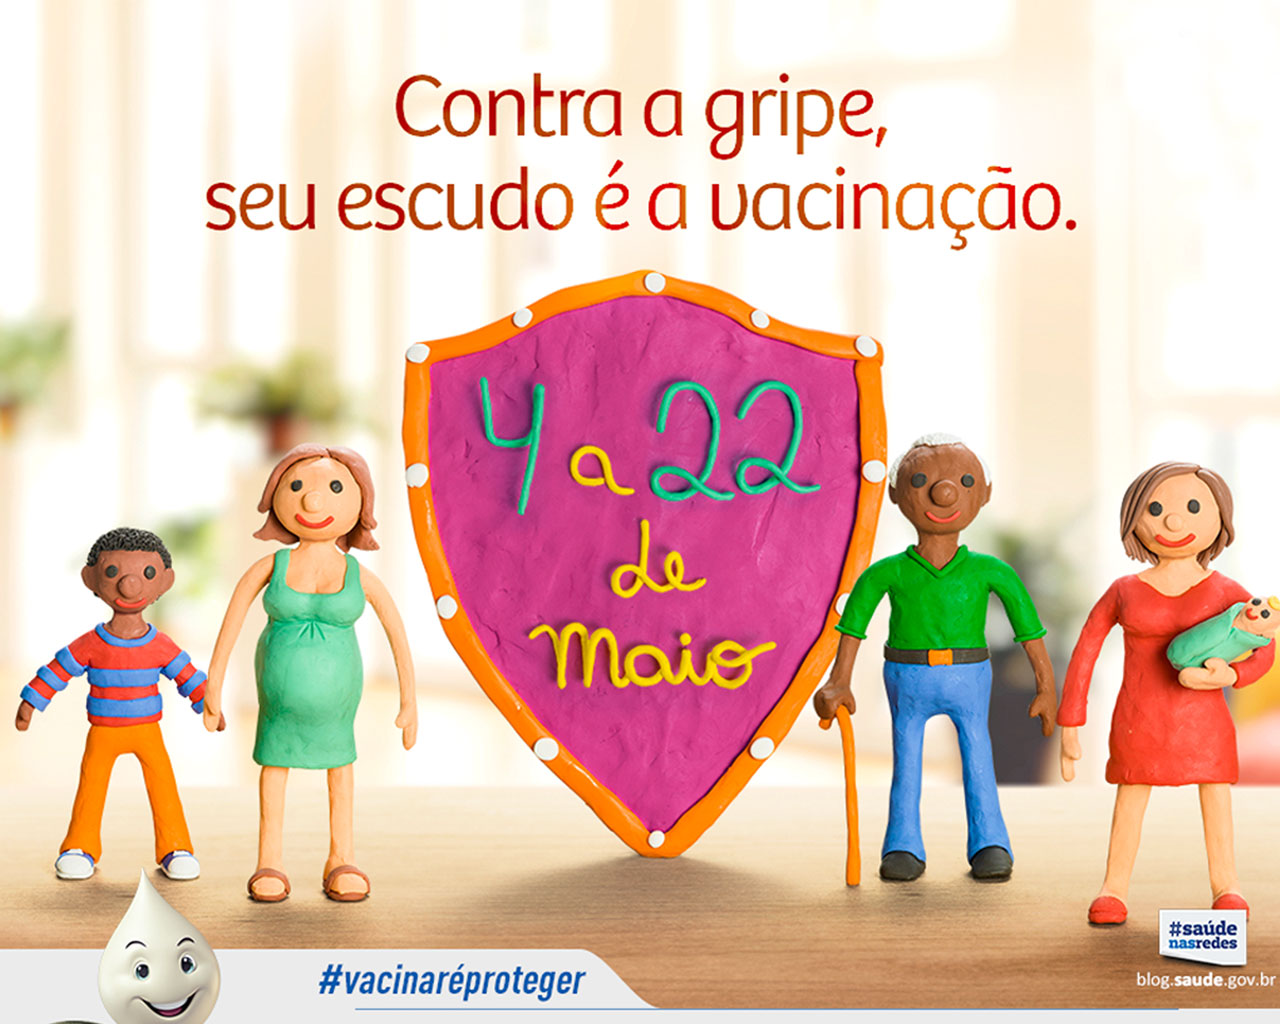 Contra a gripe,
seu escudo é a vacinação.
4 a 22
de
Maio
#saúde
nasredes
#vacinaréproteger
blog.saude.gov.br